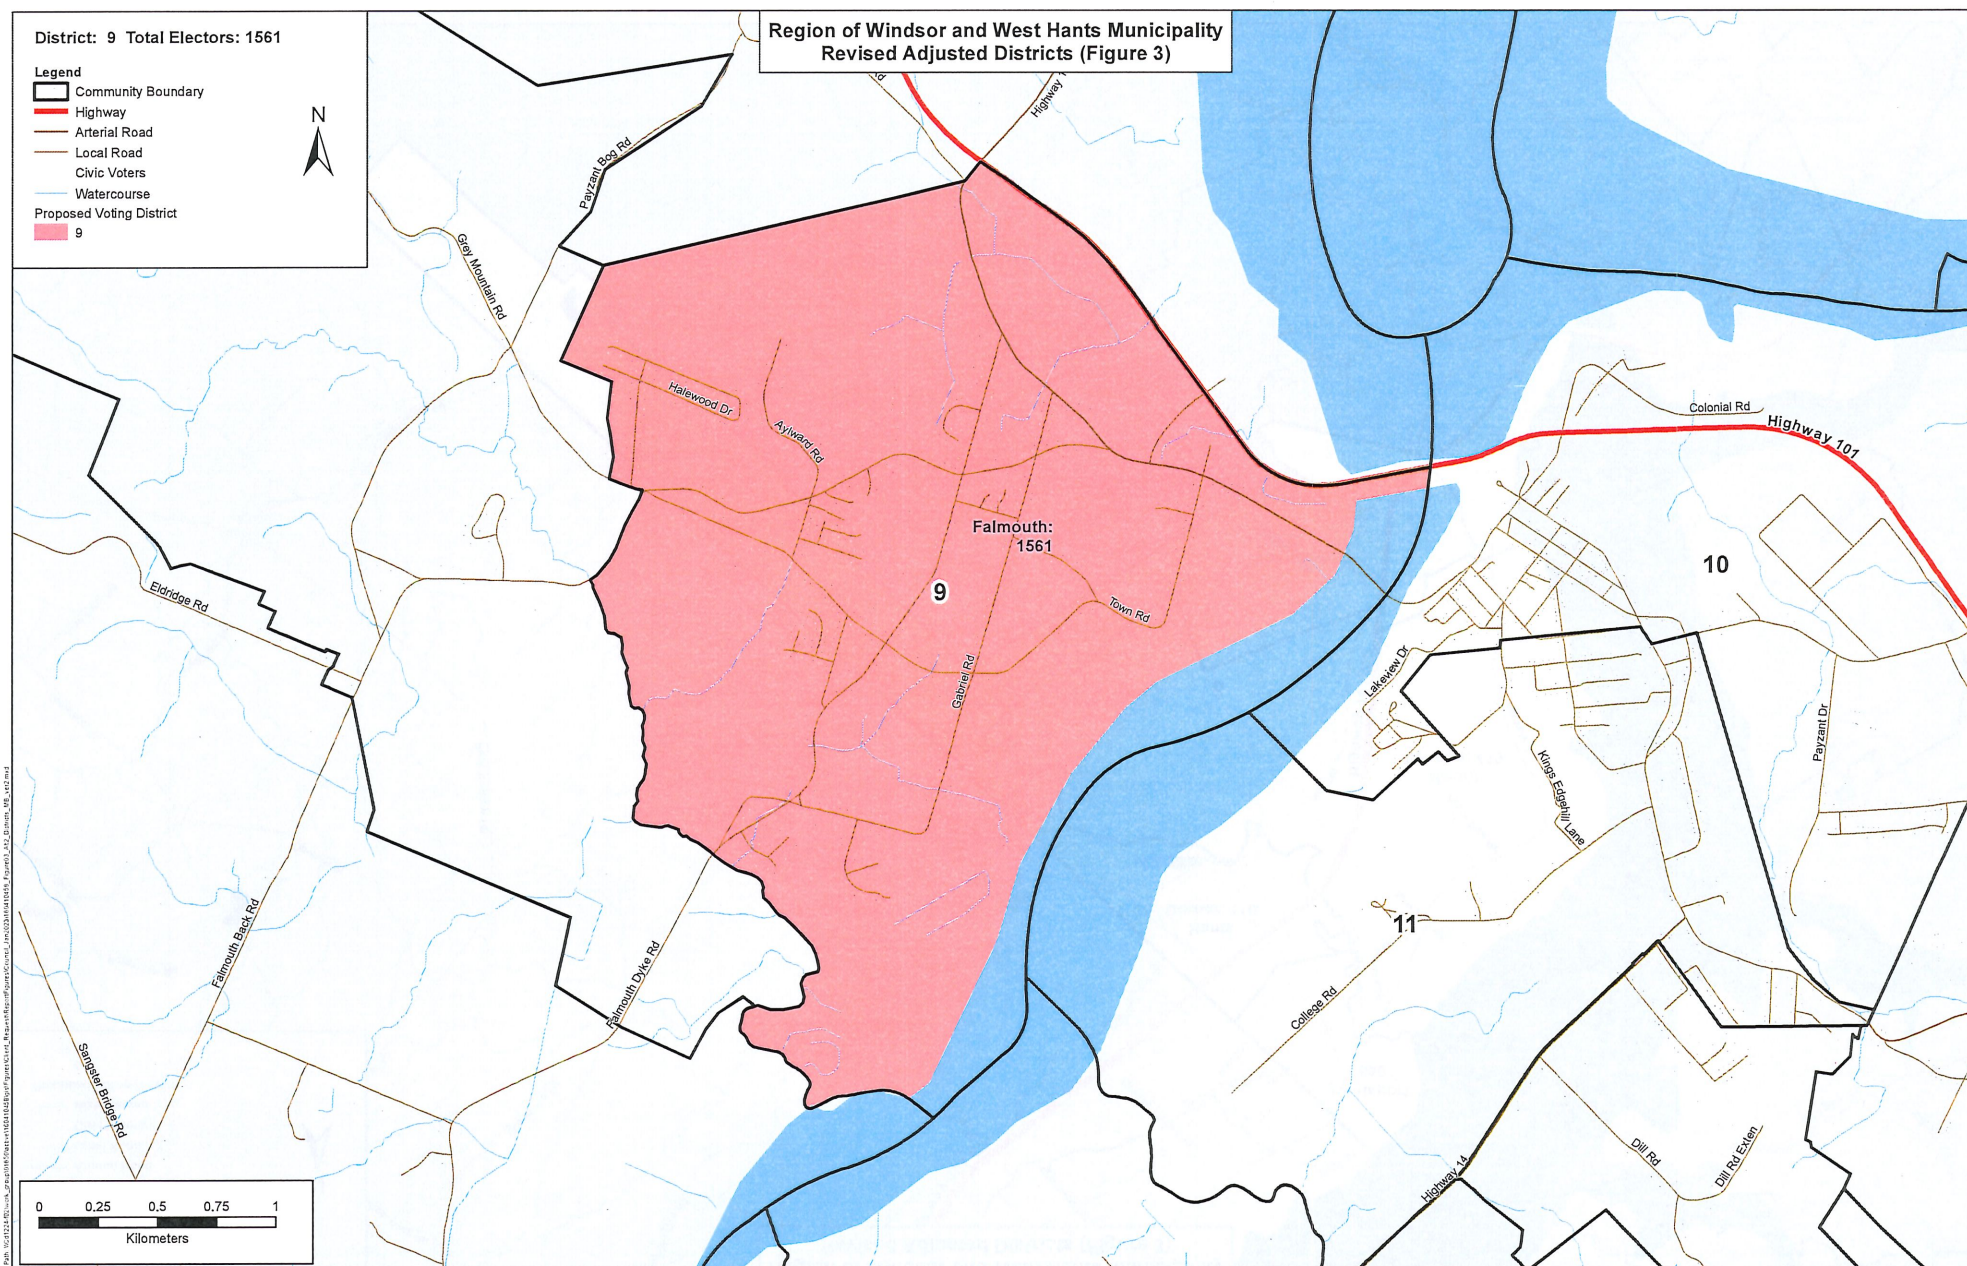 Region of Windsor and West Hants Municipality
Revised Adjusted Districts (Figure 3)
District: 9 Total Electors: 1561
Legend
Community Boundary
Highway
Arterial Road
Local Road
Civic Voters
Watercourse
Proposed Voting District
9
N
Highway 1
Payzant Bog Rd
Grey Mountain Rd
Halewood Dr
Aylward Rd
Colonial Rd
Highway 101
Falmouth:
1561
9
10
Eldridge Rd
Town Rd
Gabriel Rd
Lakeview Dr
Payzant Dr
Kings Edgehill Lane
11
Falmouth Back Rd
Falmouth Dyke Rd
College Rd
Sangster Bridge Rd
Dill Rd
Dill Rd Exten
Highway 14
0 0.25 0.5 0.75 1
Kilometers